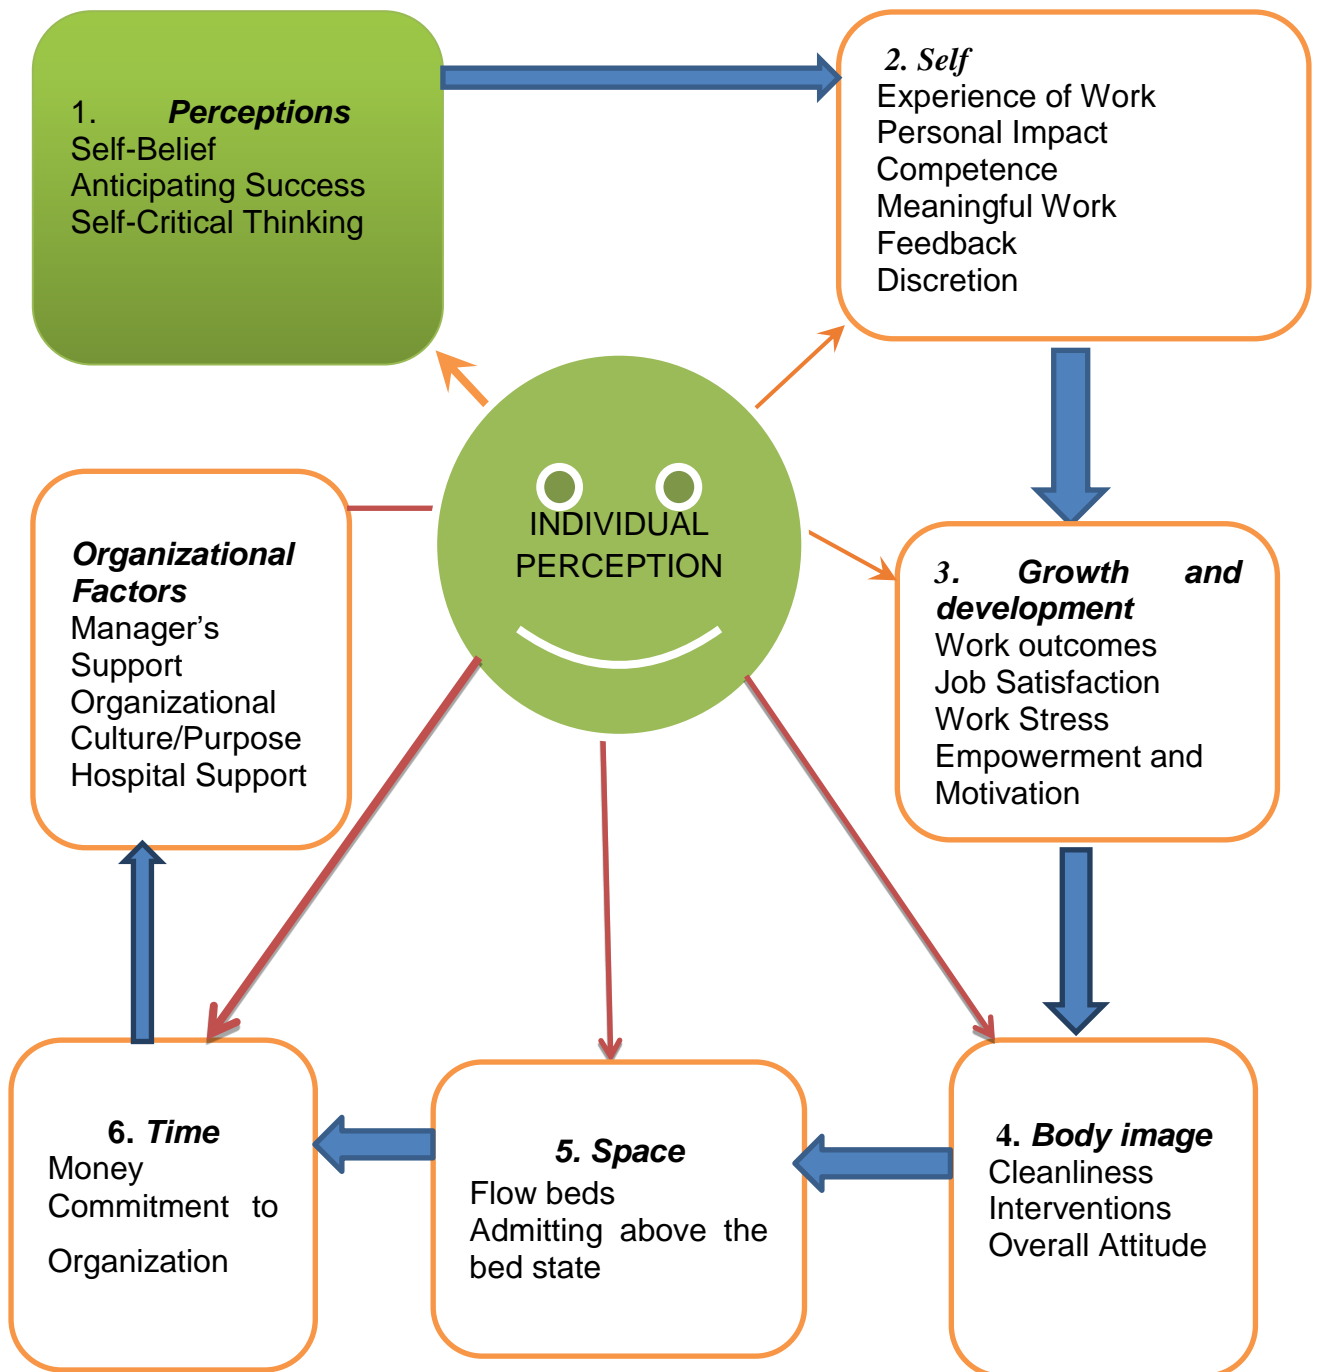 1. Perceptions
Self-Belief
Anticipating Success
Self-Critical Thinking
2. Self
Experience of Work
Personal Impact
Competence
Meaningful Work
Feedback
Discretion
INDIVIDUAL
PERCEPTION
Organizational
Factors
Manager’s
Support
Organizational
Culture/Purpose
Hospital Support
3. Growth and
development
Work outcomes
Job Satisfaction
Work Stress
Empowerment and
Motivation
4. Body image
Cleanliness
Interventions
Overall Attitude
5. Space
Flow beds
Admitting above the
bed state
6. Time
Money
Commitment to
Organization